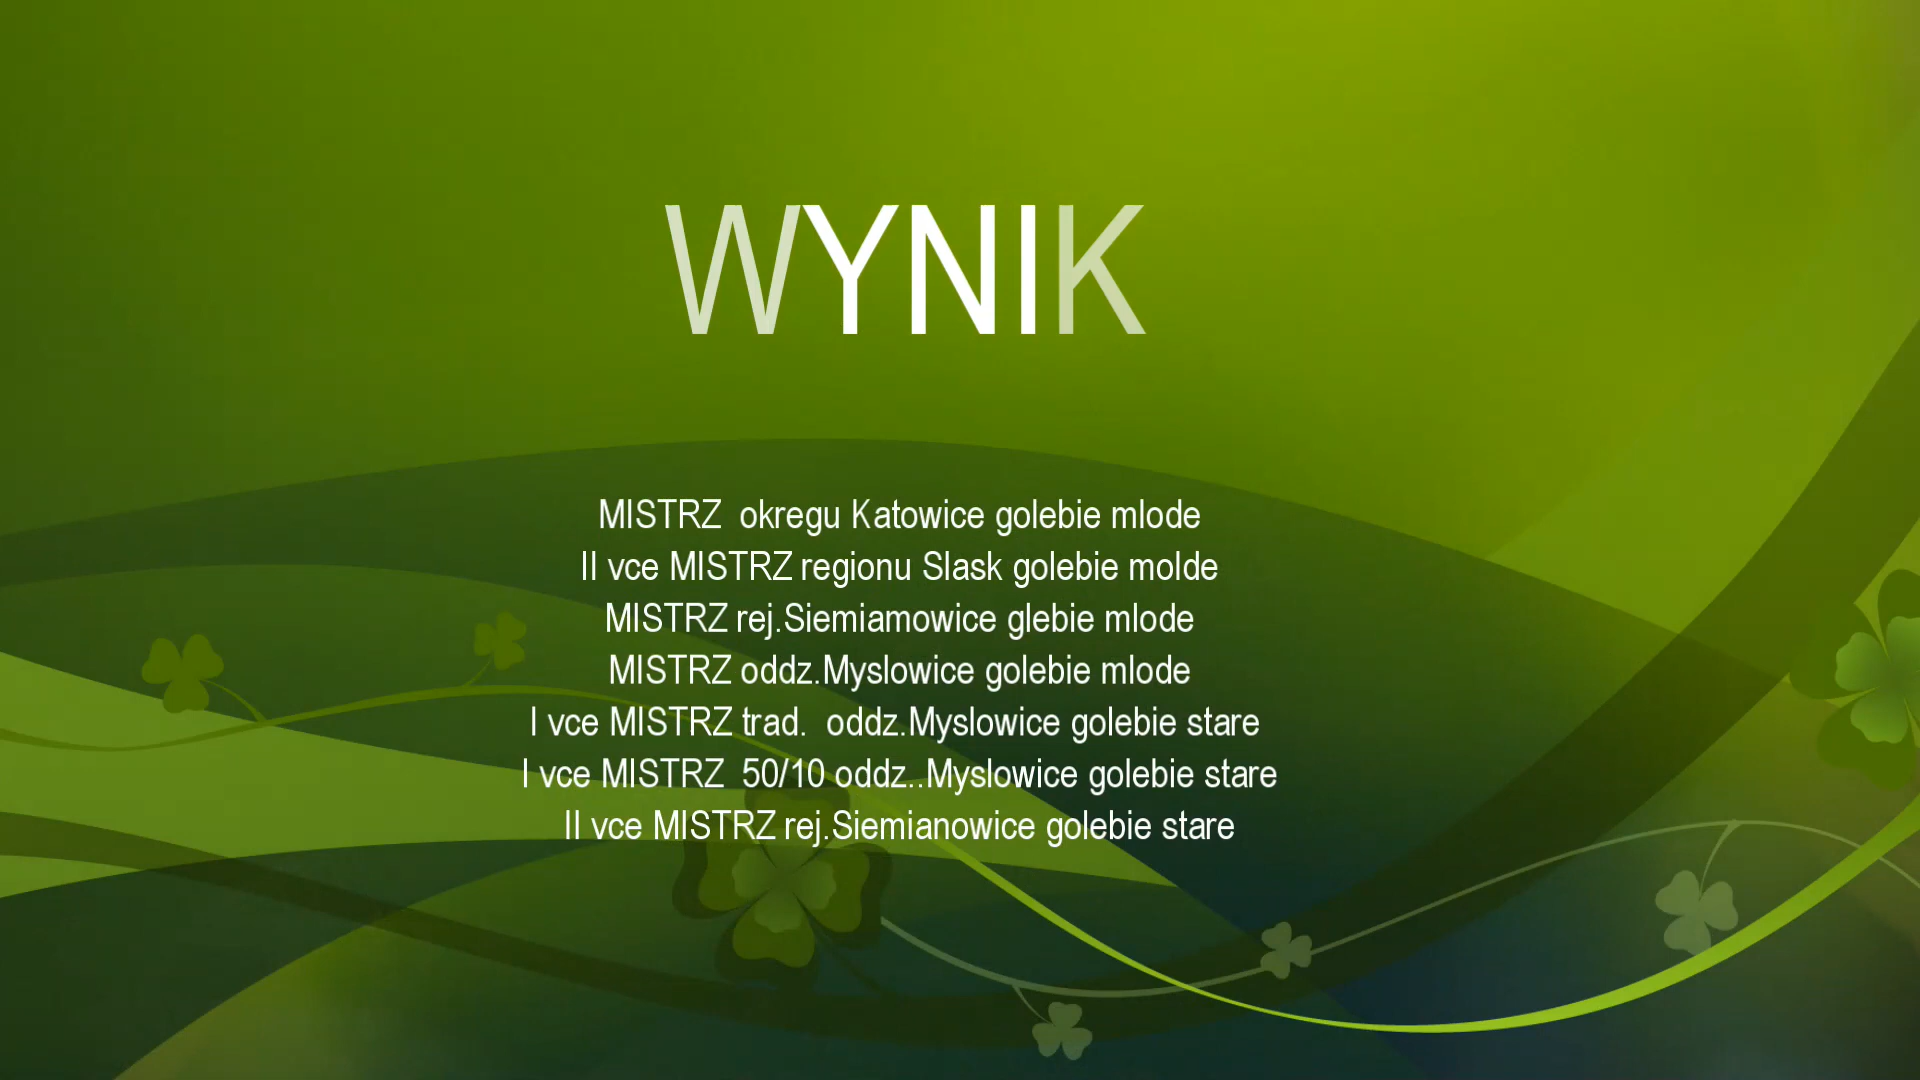 WYNIK
MISTRZ  okregu Katowice golebie mlode
II vce MISTRZ regionu Slask golebie molde
MISTRZ rej.Siemiamowice glebie mlode
MISTRZ oddz.Myslowice golebie mlode
I vce MISTRZ trad.  oddz.Myslowice golebie stare
I vce MISTRZ  50/10 oddz..Myslowice golebie stare
II vce MISTRZ rej.Siemianowice golebie stare